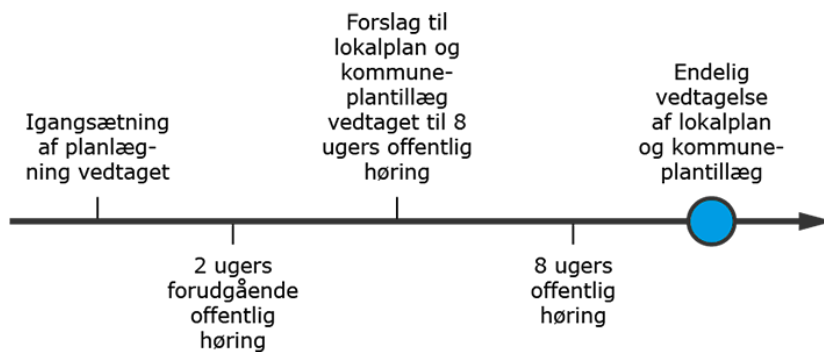 Igangsætning
af planlæg-
ning vedtaget
2 ugers
forudgående
offentlig
høring
Forslag til
lokalplan og
kommune-
plantillæg
vedtaget til 8
ugers offentlig
høring
8 ugers
offentlig
høring
Endelig
vedtagelse
af lokalplan
og kommune-
plantillæg